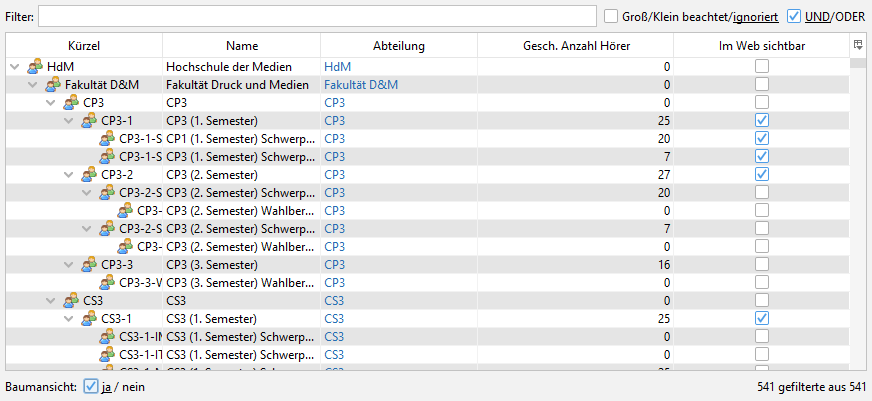 Filter: Groß/Klein beachtet/ignoriert UND/ODER
Kürzel Name Abteilung Gesch. Anzahl Hörer Im Web sichtbar
HdM Hochschule der Medien HdM 0
Fakultät D&M Fakultät Druck und Medien Fakultät D&M 0
CP3 CP3 CP3 0
CP3-1 CP3 (1. Semester) CP3 25
CP3-1-S CP1 (1. Semester) Schwerp... CP3 20
CP3-1-S CP3 (1. Semester) Schwerp... CP3 7
CP3-2 CP3 (2. Semester) CP3 27
CP3-2-S CP3 (2. Semester) Schwerp... CP3 20
CP3- CP3 (2. Semester) Wahlber... CP3 0
CP3-2-S CP3 (2. Semester) Schwerp... CP3 7
CP3- CP3 (2. Semester) Wahlber... CP3 0
CP3-3 CP3 (3. Semester) CP3 16
CP3-3-W CP3 (3. Semester) Wahlber... CP3 0
CS3 CS3 CS3 0
CS3-1 CS3 (1. Semester) CS3 25
CS3-1-IM CS3 (1. Semester) Schwerp... CS3 0
CS3-1-IT CS3 (1. Semester) Schwerp... CS3 0
Baumansicht: ja / nein 541 gefilterte aus 541